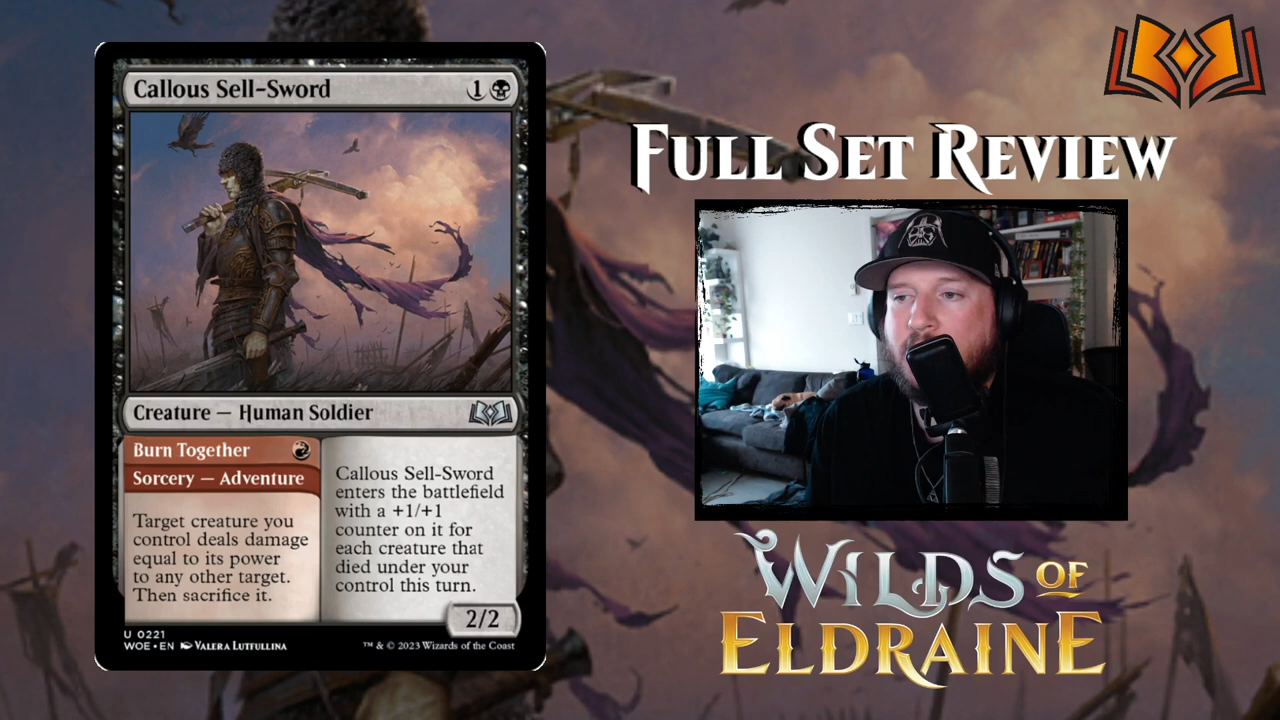 Callous Sell-Sword 1
Creature — Human Soldier
Burn Together
Sorcery — Adventure
Target creature you
control deals damage
equal to its power
to any other target.
Then sacrifice it.
Callous Sell-Sword
enters the battlefield
with a +1/+1
counter on it for
each creature that
died under your
control this turn.
2/2
U 0221
WOE • EN Valera Lutfullina
™ & © 2023 Wizards of the Coast
Full Set Review
Wilds of
Eldraine